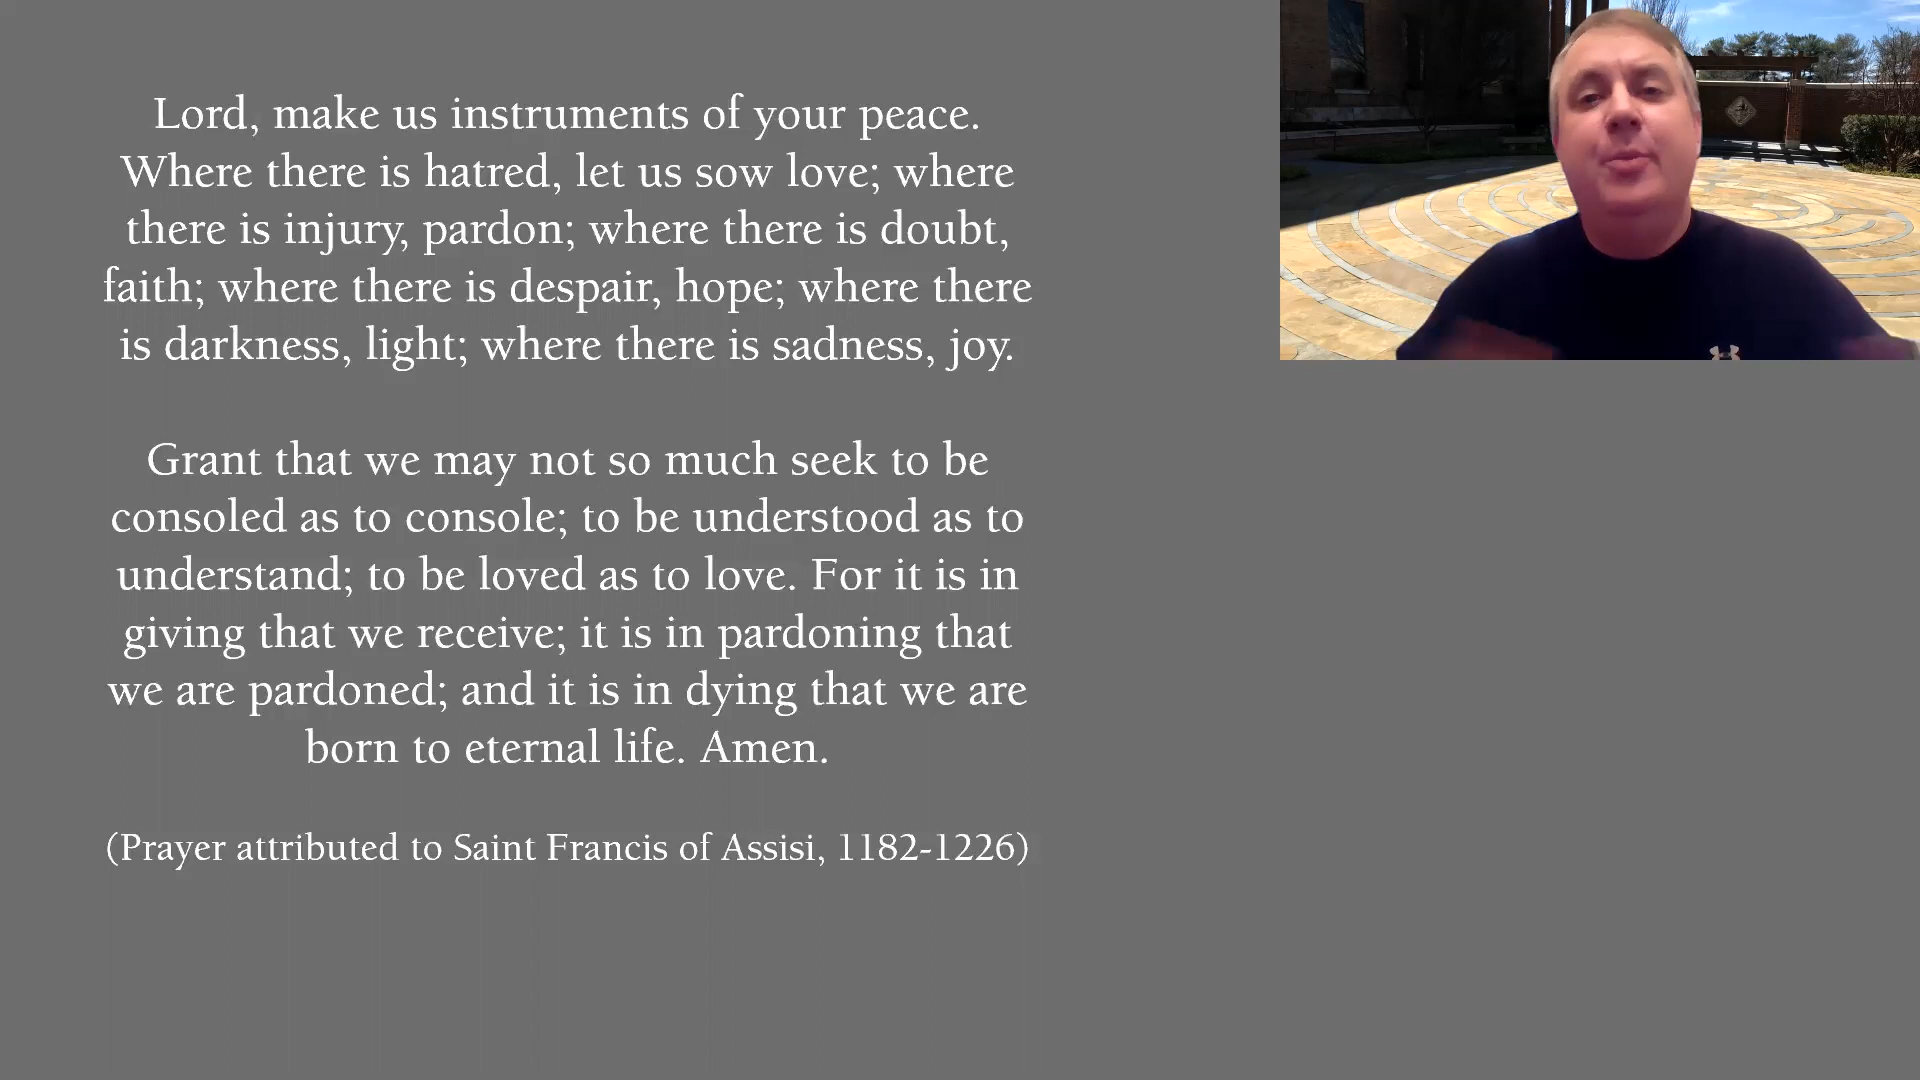 Lord, make us instruments of your peace.
Where there is hatred, let us sow love; where
there is injury, pardon; where there is doubt,
faith; where there is despair, hope; where there
is darkness, light; where there is sadness, joy.
Grant that we may not so much seek to be
consoled as to console; to be understood as to
understand; to be loved as to love. For it is in
giving that we receive; it is in pardoning that
we are pardoned; and it is in dying that we are
born to eternal life. Amen.
(Prayer attributed to Saint Francis of Assisi, 1182-1226)